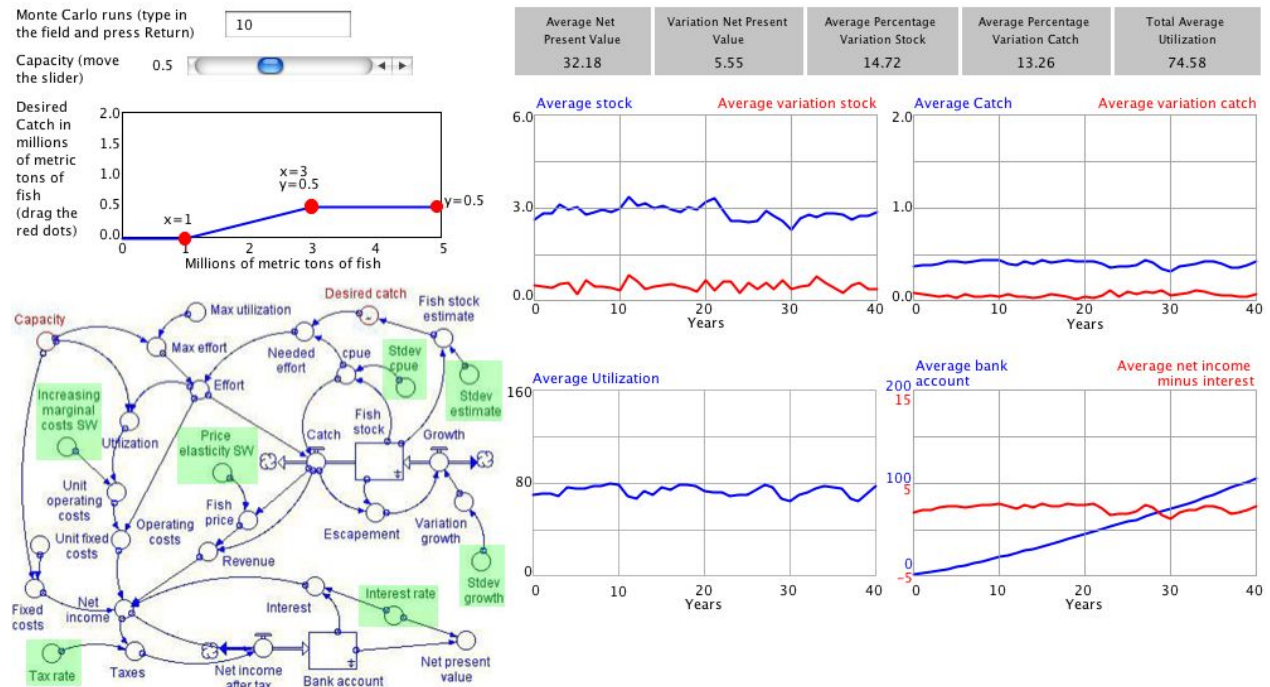 Monte Carlo runs (type in
the field and press Return)
10
Capacity (move
the slider)
0.5
Desired
Catch in
millions
of metric
tons of
fish
(drag the
red dots)
2.0
1.5
1.0
0.5
0.0
x=1
x=3
y=0.5
y=0.5
0 1 2 3 4 5
Millions of metric tons of fish
Average Net
Present Value
32.18
Variation Net Present
Value
5.55
Average Percentage
Variation Stock
14.72
Average Percentage
Variation Catch
13.26
Total Average
Utilization
74.58
Average stock
Average variation stock
6.0
3.0
0.0
0 10 20 30 40
Years
Average Catch
Average variation catch
2.0
1.0
0.0
0 10 20 30 40
Years
Desired catch
Fish stock
estimate
Max utilization
Capacity
Max effort
Needed
effort
cpue
Stdev
cpue
Stdev
estimate
Effort
Increasing
marginal
costs SW
Utilization
Price
elasticity SW
Catch
Fish
stock
Growth
Unit
operating
costs
Fish
price
Operating
costs
Escapement
Variation
growth
Unit fixed
costs
Revenue
Stdev
growth
Fixed
costs
Net
income
Interest
Interest rate
Tax rate
Taxes
Net income
after tax
Bank account
Net present
value
Average Utilization
160
80
0
0 10 20 30 40
Years
Average bank
account
Average net income
minus interest
200
15
100
5
0
-5
0 10 20 30 40
Years